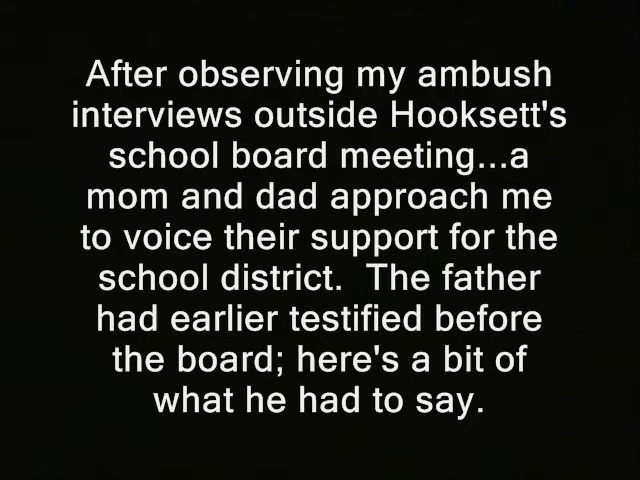 After observing my ambush
interviews outside Hooksett's
school board meeting...a
mom and dad approach me
to voice their support for the
school district.  The father
had earlier testified before
the board; here's a bit of
what he had to say.